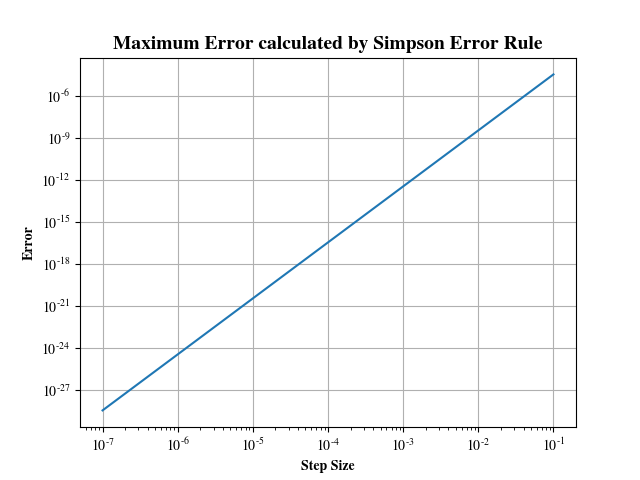 Maximum Error calculated by Simpson Error Rule
10⁻⁶
10⁻⁹
10⁻¹²
10⁻¹⁵
10⁻¹⁸
10⁻²¹
10⁻²⁴
10⁻²⁷
Error
10⁻⁷ 10⁻⁶ 10⁻⁵ 10⁻⁴ 10⁻³ 10⁻² 10⁻¹
Step Size